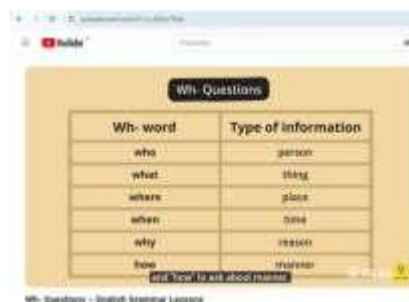 YouTube
Wh- Questions
Wh- word Type of information
who person
what thing
where place
when time
why reason
how manner
and "how" to ask about manner.
Wh- Questions - English Grammar Lessons